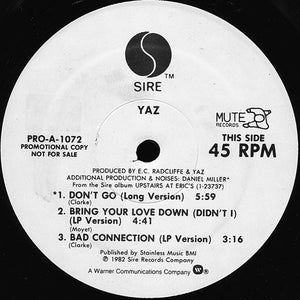 SIRE™
YAZ
MUTE
RECORDS
PRO-A-1072
PROMOTIONAL COPY
NOT FOR SALE
THIS SIDE
45 RPM
PRODUCED BY E.C. RADCLIFFE & YAZ
ADDITIONAL PRODUCTION & NOISES: DANIEL MILLER*
From the Sire album UPSTAIRS AT ERIC'S (1-23737)
*1. DON'T GO (Long Version) 5:59
(Clarke)
2. BRING YOUR LOVE DOWN (DIDN'T I)
(LP Version) 4:41
(Moyet)
3. BAD CONNECTION (LP Version) 3:16
(Clarke)
Published by Stainless Music BMI
℗ 1982 Sire Records Company
A Warner Communications Company